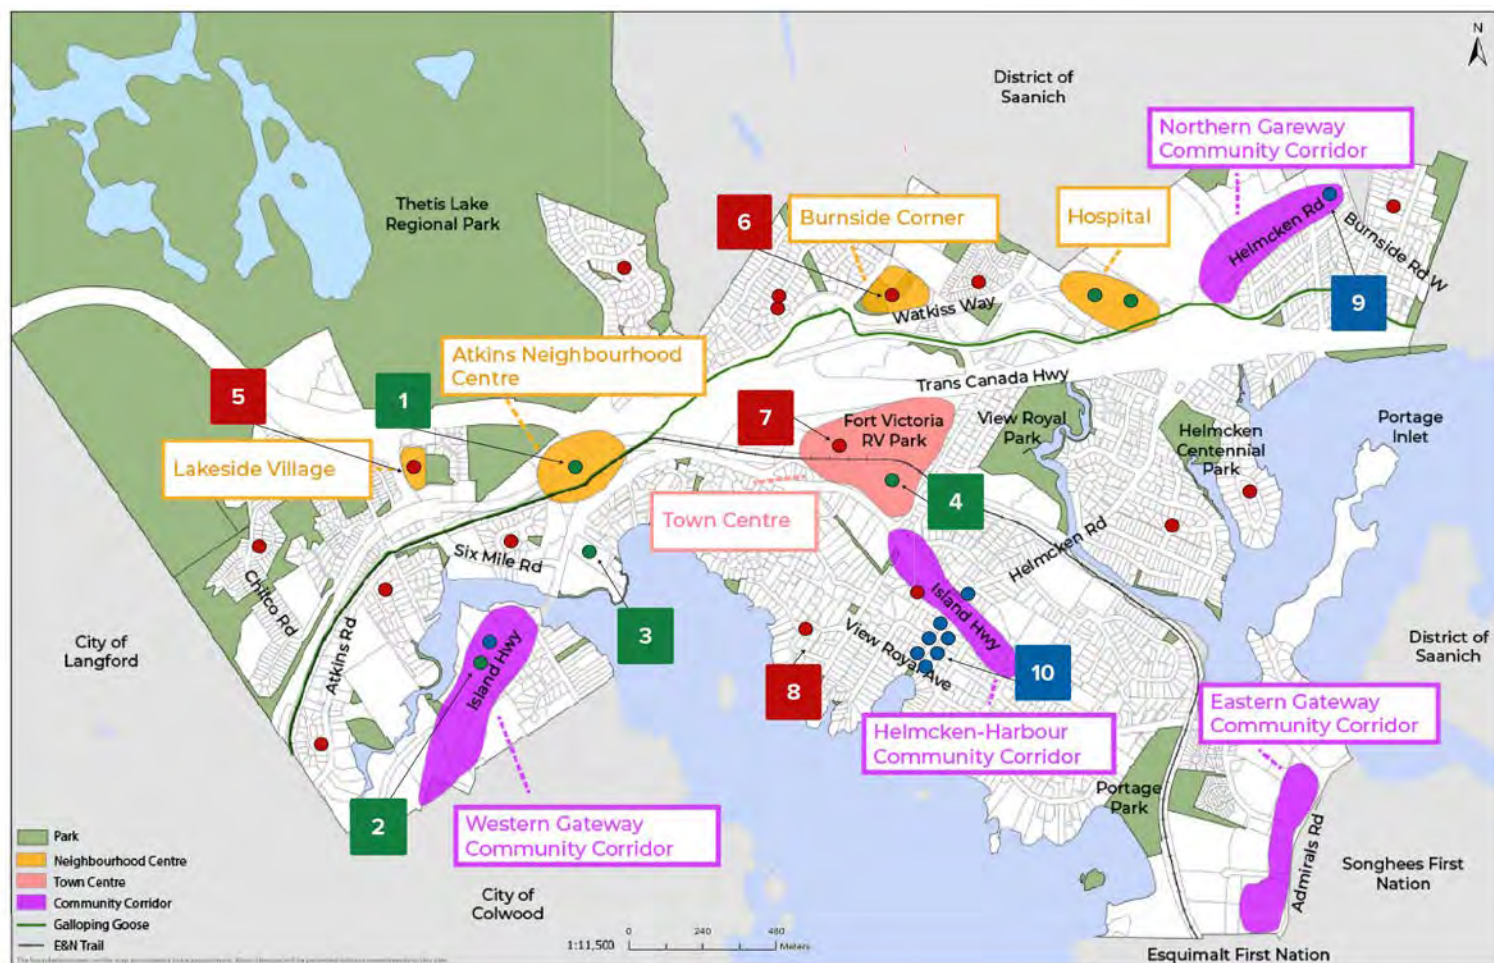 N
District of
Saanich
Northern Gareway
Community Corridor
Thetis Lake
Regional Park
6
Burnside Corner
Hospital
Helmcken Rd
Burnside Rd W
9
Watkiss Way
Atkins Neighbourhood
Centre
Trans Canada Hwy
5
1
7
Fort Victoria
RV Park
View Royal
Park
Helmcken
Centennial
Park
Portage
Inlet
Lakeside Village
Town Centre
4
Six Mile Rd
Helmcken Rd
Chilco Rd
Atkins Rd
3
Island Hwy
View Royal Ave
City of
Langford
District of
Saanich
Island Hwy
8
10
Helmcken-Harbour
Community Corridor
Eastern Gateway
Community Corridor
2
Western Gateway
Community Corridor
Portage
Park
Admirals Rd
Songhees First
Nation
City of
Colwood
Esquimalt First Nation
Park
Neighbourhood Centre
Town Centre
Community Corridor
Galloping Goose
E&N Trail
1:11,500
0 240 480
Meters